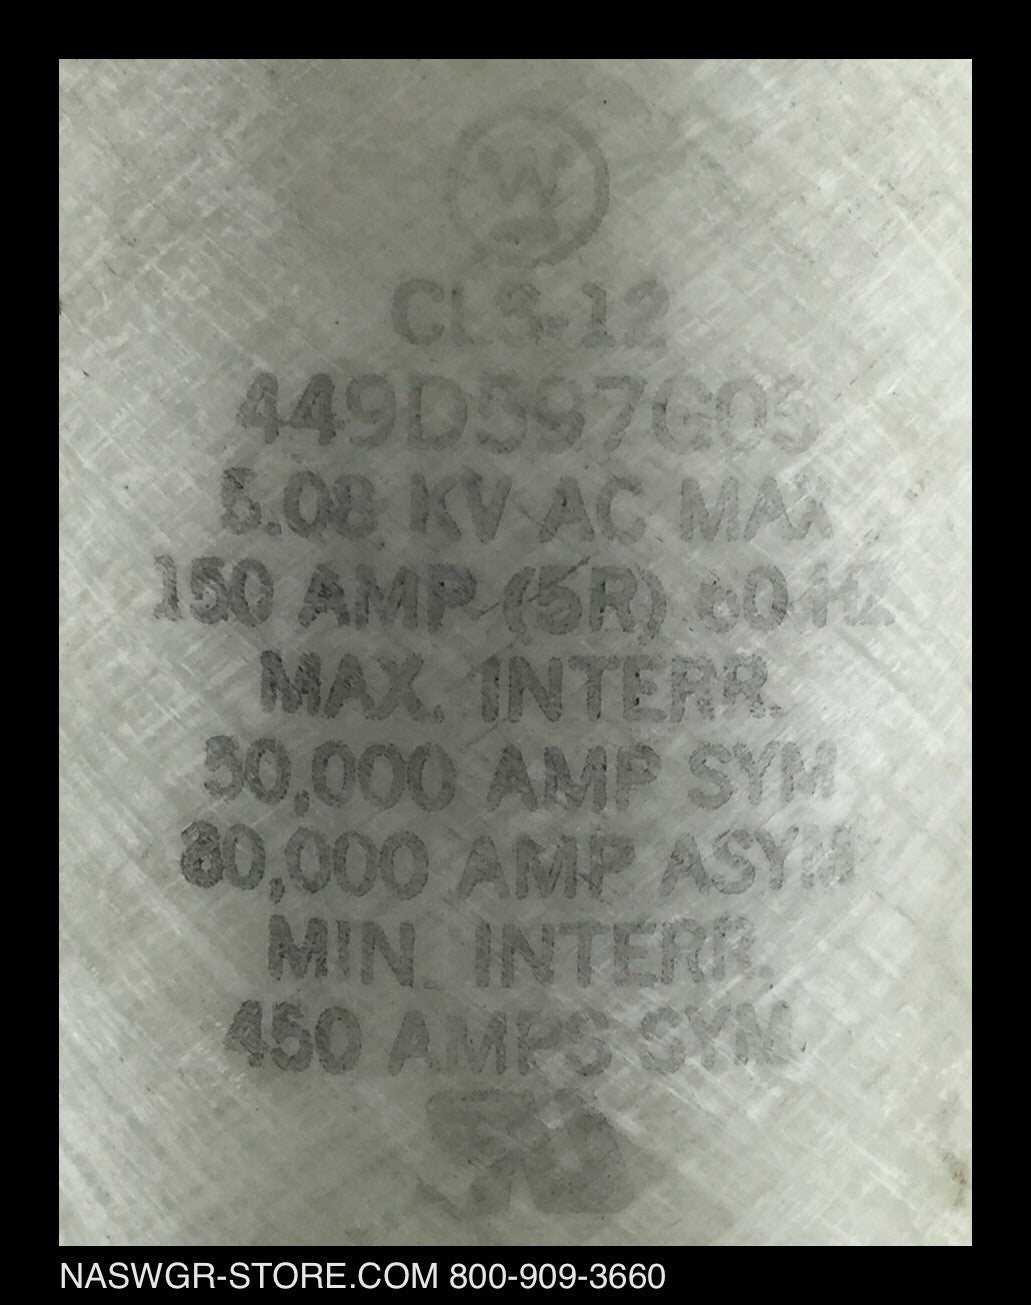 W
CLS-12
449D597G05
5.08 KV AC MAX
150 AMP (5R) 60 HZ
MAX. INTERR.
50,000 AMP SYM
80,000 AMP ASYM
MIN. INTERR.
450 AMPS SYM.
NASWGR-STORE.COM 800-909-3660